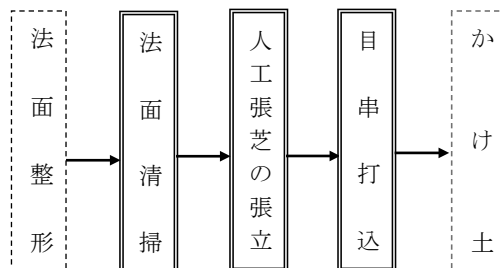 法面整形
法面清掃
人工張芝の張立
目串打込
かけ土